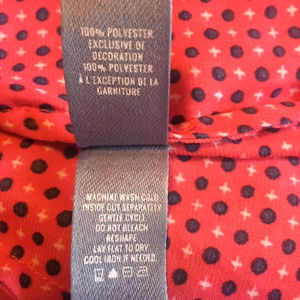 100% POLYESTER
EXCLUSIVE OF
DECORATION
100% POLYESTER
À L'EXCEPTION DE LA
GARNITURE
MACHINE WASH COLD
INSIDE OUT SEPARATELY
GENTLE CYCLE.
DO NOT BLEACH
RESHAPE
LAY FLAT TO DRY
COOL IRON IF NEEDED.